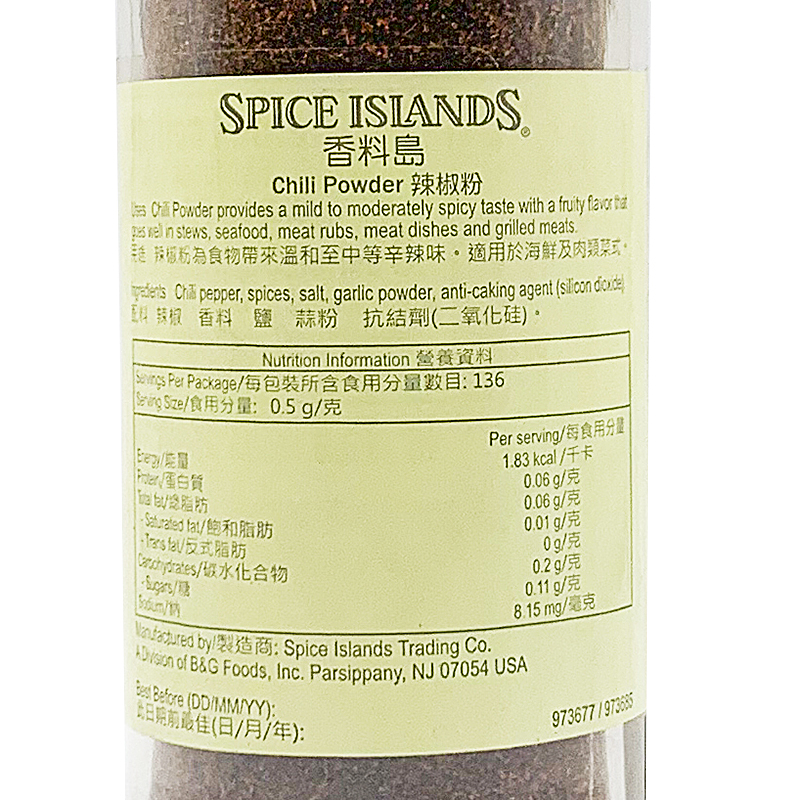 SPICE ISLANDS®
香料島
Chili Powder 辣椒粉
Uses Chili Powder provides a mild to moderately spicy taste with a fruity flavor that
goes well in stews, seafood, meat rubs, meat dishes and grilled meats.
用途 辣椒粉為食物帶來溫和至中等辛辣味。適用於海鮮及肉類菜式。
Ingredients Chili pepper, spices, salt, garlic powder, anti-caking agent (silicon dioxide).
配料 辣椒 香料 鹽 蒜粉 抗結劑(二氧化硅)。
Nutrition Information 營養資料
Servings Per Package/每包裝所含食用分量數目: 136
Serving Size/食用分量: 0.5 g/克
Per serving/每食用分量
Energy/能量 1.83 kcal /千卡
Protein/蛋白質 0.06 g/克
Total fat/總脂肪 0.06 g/克
- Saturated fat/飽和脂肪 0.01 g/克
- Trans fat/反式脂肪 0 g/克
Carbohydrates/碳水化合物 0.2 g/克
- Sugars/糖 0.11 g/克
Sodium/鈉 8.15 mg/毫克
Manufactured by/製造商: Spice Islands Trading Co.
A Division of B&G Foods, Inc. Parsippany, NJ 07054 USA
Best Before (DD/MM/YY):
此日期前最佳(日/月/年):
973677 / 973685